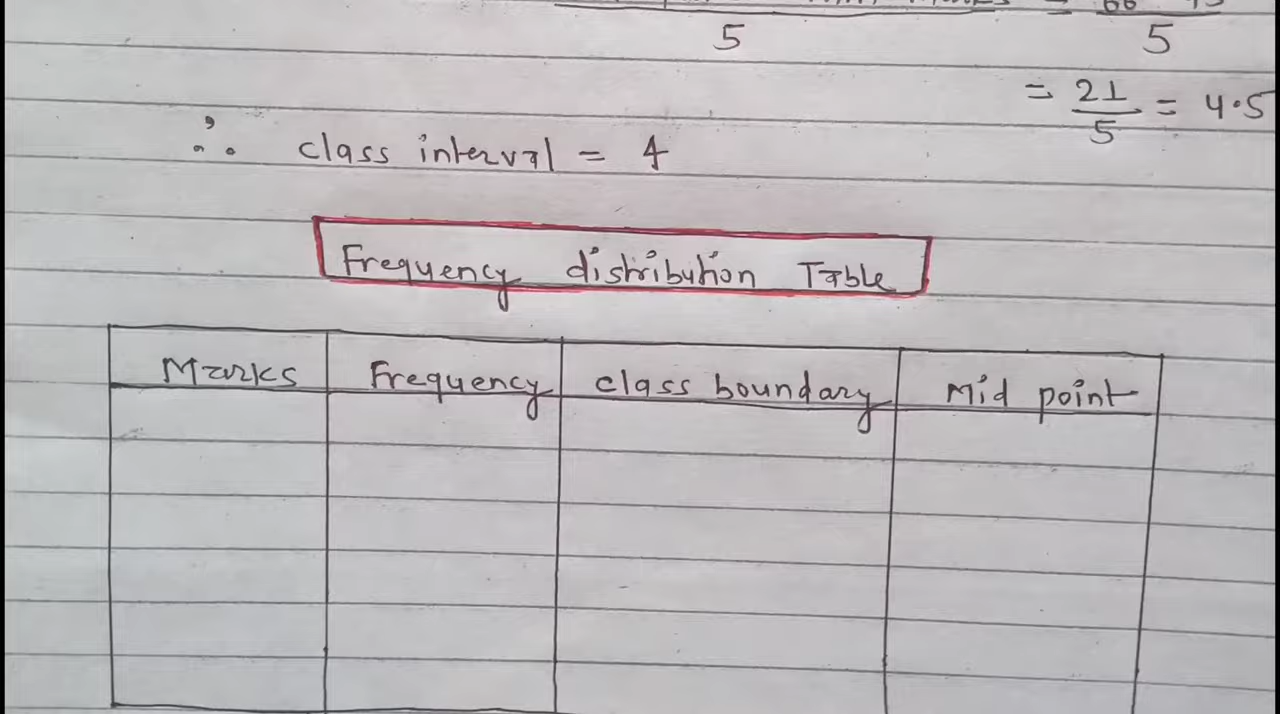 5 5
= 21/5 = 4.5
∴ class interval = 4
Frequency distribution Table
Marks Frequency class boundary Mid point